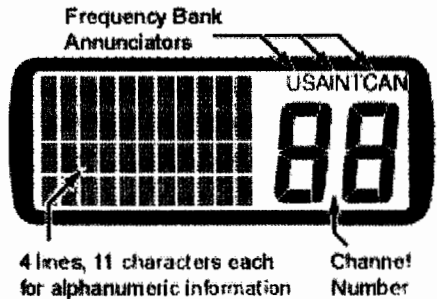 Frequency Bank
Annunciators
USAINTCAN
88
4 lines, 11 characters each
for alphanumeric information
Channel
Number